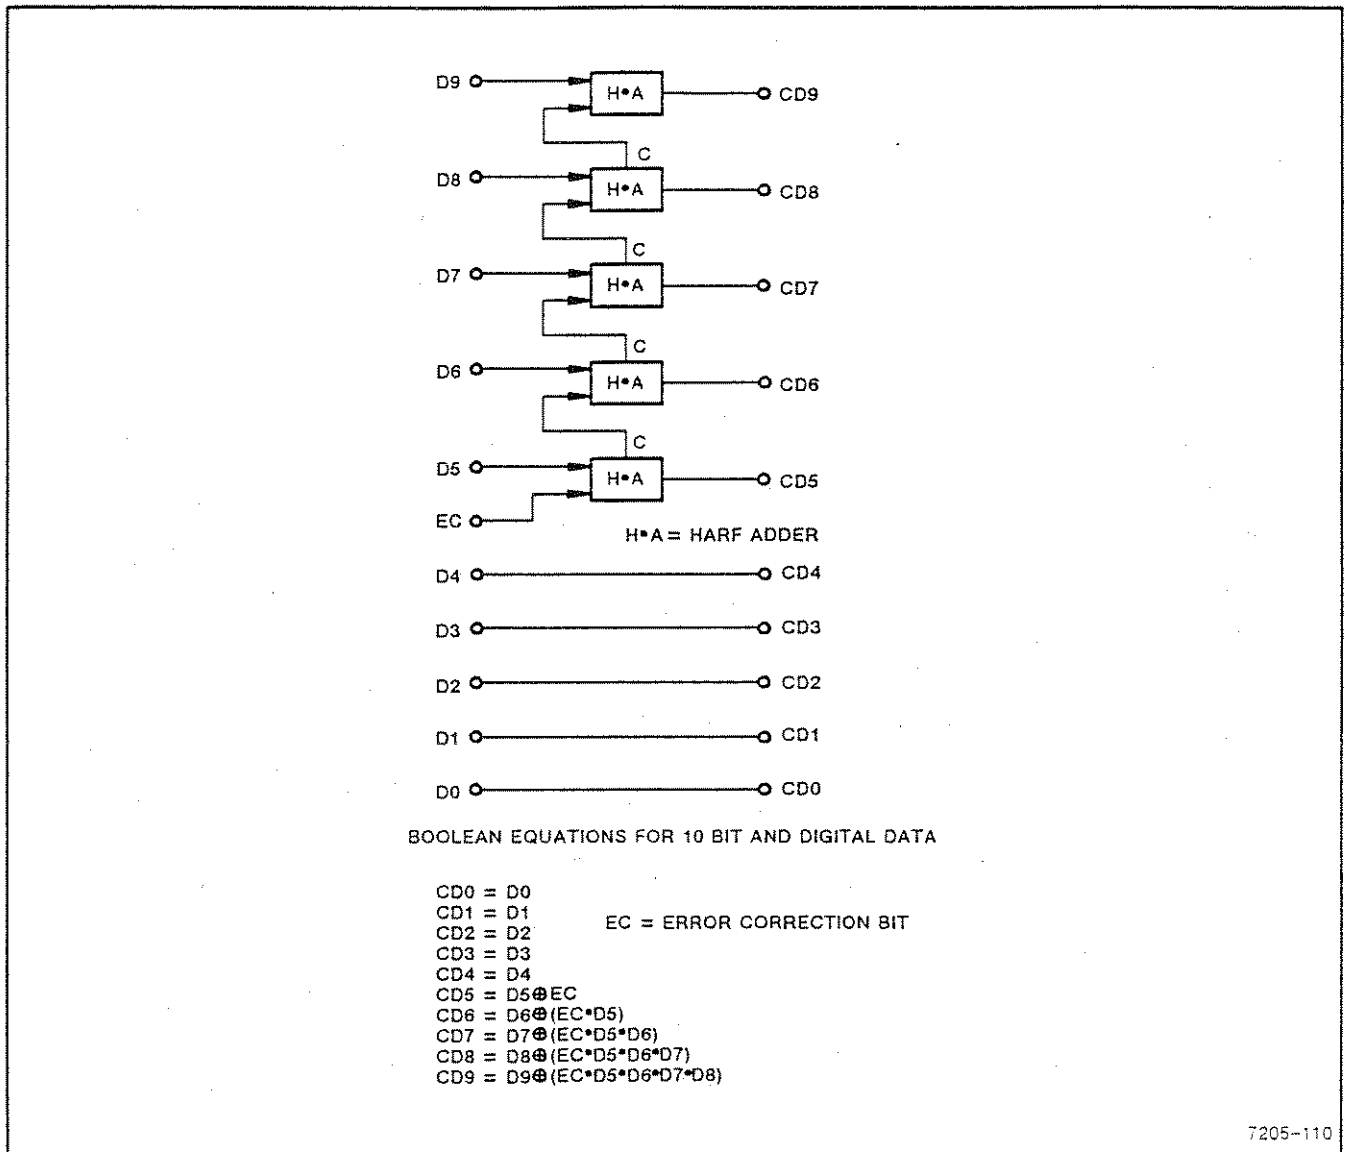 D9 H•A CD9
C
D8 H•A CD8
C
D7 H•A CD7
C
D6 H•A CD6
C
D5 H•A CD5
EC
H•A = HARF ADDER
D4 CD4
D3 CD3
D2 CD2
D1 CD1
D0 CD0
BOOLEAN EQUATIONS FOR 10 BIT AND DIGITAL DATA
CD0 = D0
CD1 = D1
EC = ERROR CORRECTION BIT
CD2 = D2
CD3 = D3
CD4 = D4
CD5 = D5⊕EC
CD6 = D6⊕(EC•D5)
CD7 = D7⊕(EC•D5•D6)
CD8 = D8⊕(EC•D5•D6•D7)
CD9 = D9⊕(EC•D5•D6•D7•D8)
7205-110